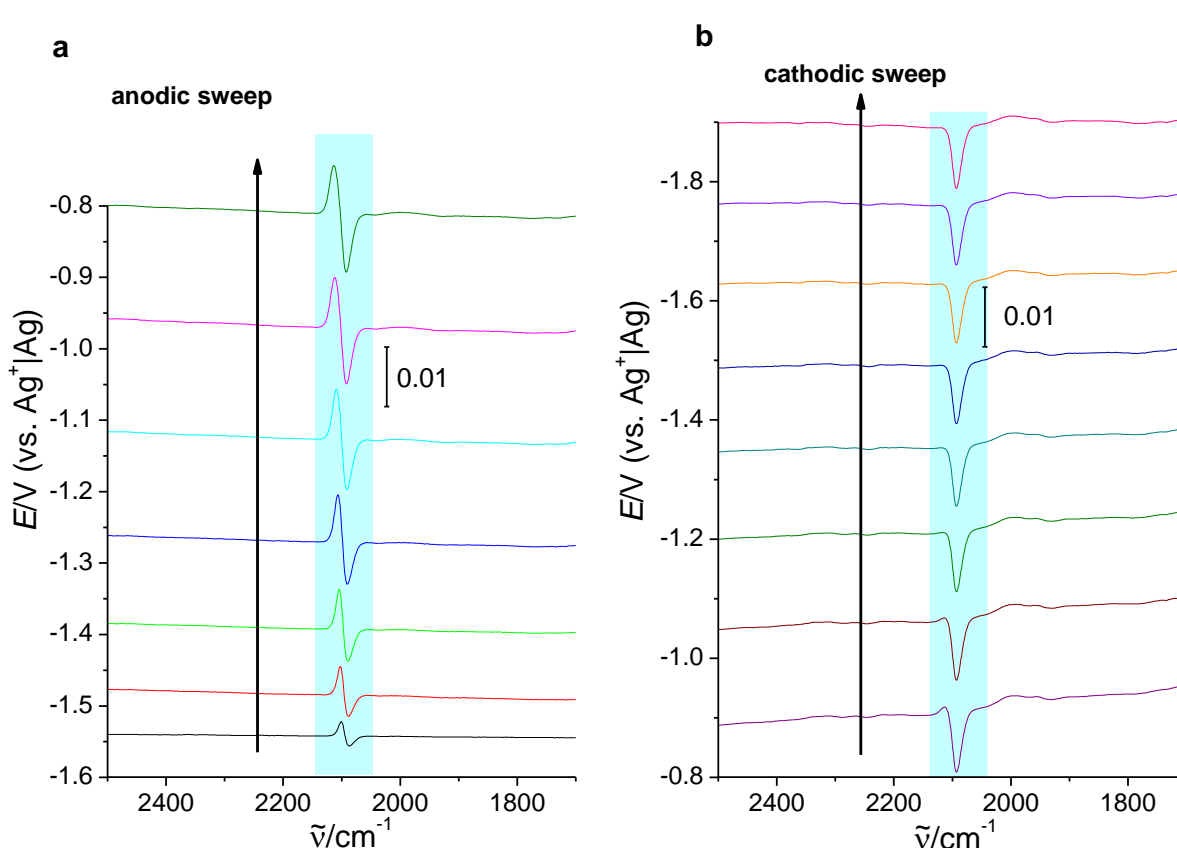 a
anodic sweep
-0.8
-0.9
-1.0
-1.1
-1.2
-1.3
-1.4
-1.5
-1.6
E/V (vs. Ag⁺|Ag)
0.01
2400 2200 2000 1800
ν̃/cm⁻¹
b
cathodic sweep
-1.8
-1.6
-1.4
-1.2
-1.0
-0.8
E/V (vs. Ag⁺|Ag)
0.01
2400 2200 2000 1800
ν̃/cm⁻¹